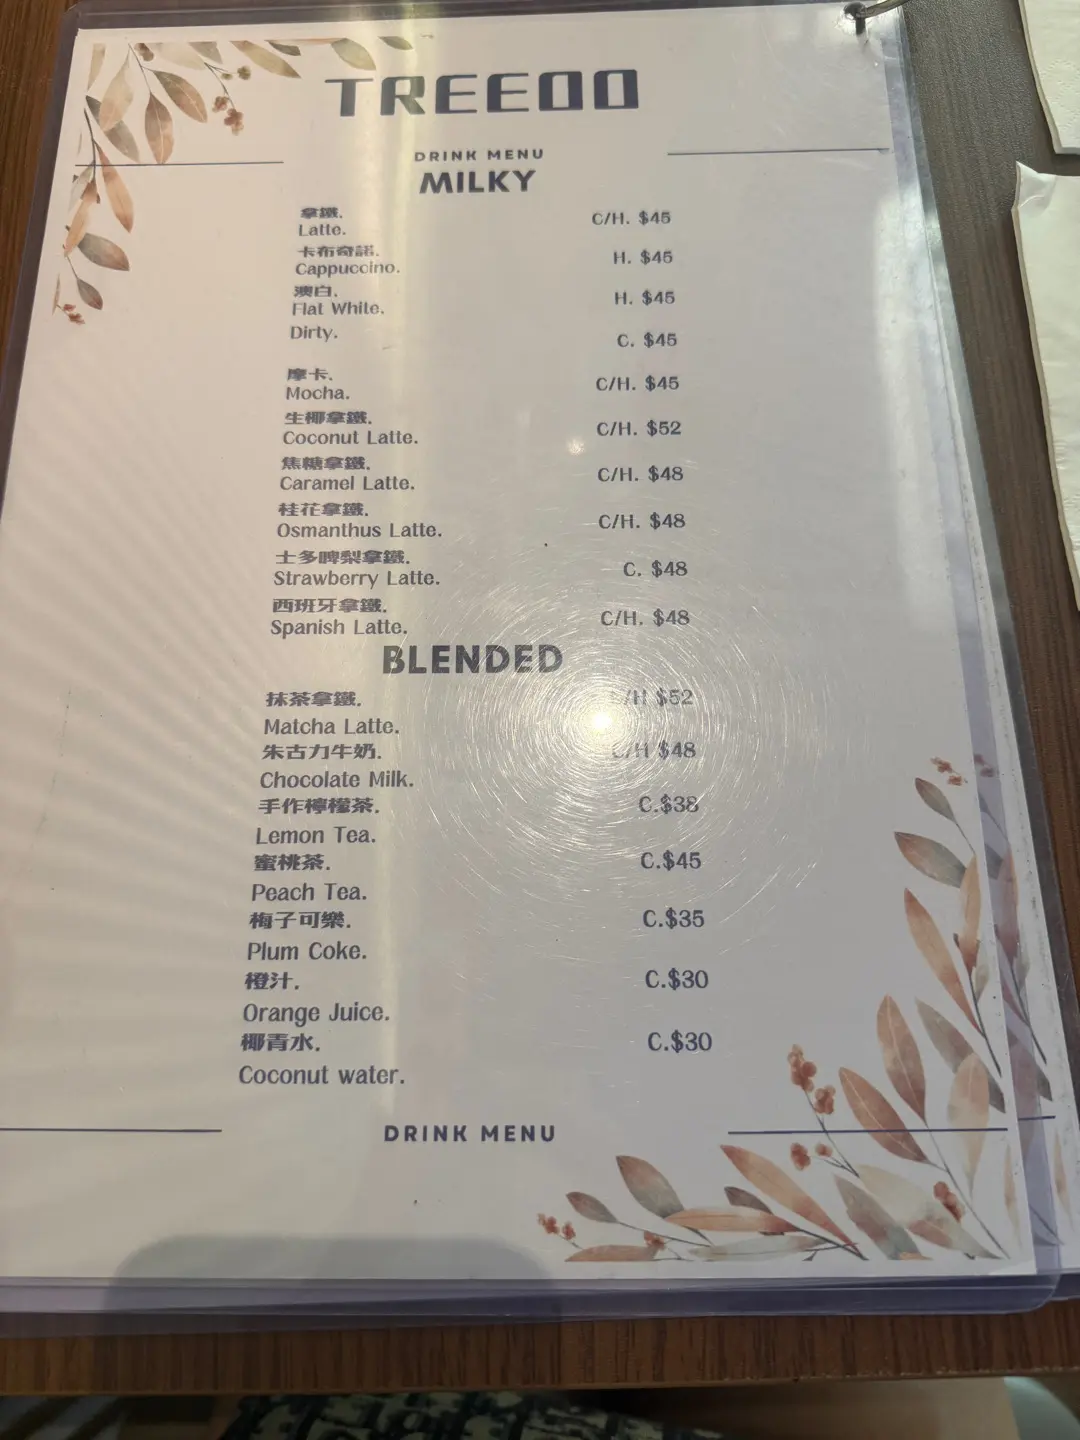 TREEOO
DRINK MENU
MILKY
拿鐵.
Latte. C/H. $45
卡布奇諾.
Cappuccino. H. $45
澳白.
Flat White. H. $45
Dirty. C. $45
摩卡.
Mocha. C/H. $45
生椰拿鐵.
Coconut Latte. C/H. $52
焦糖拿鐵.
Caramel Latte. C/H. $48
桂花拿鐵.
Osmanthus Latte. C/H. $48
士多啤梨拿鐵.
Strawberry Latte. C. $48
西班牙拿鐵.
Spanish Latte. C/H. $48
BLENDED
抹茶拿鐵. /H $52
Matcha Latte.
朱古力牛奶. C/H $48
Chocolate Milk.
手作檸檬茶. C.$38
Lemon Tea.
蜜桃茶. C.$45
Peach Tea.
梅子可樂. C.$35
Plum Coke.
橙汁. C.$30
Orange Juice.
椰青水. C.$30
Coconut water.
DRINK MENU